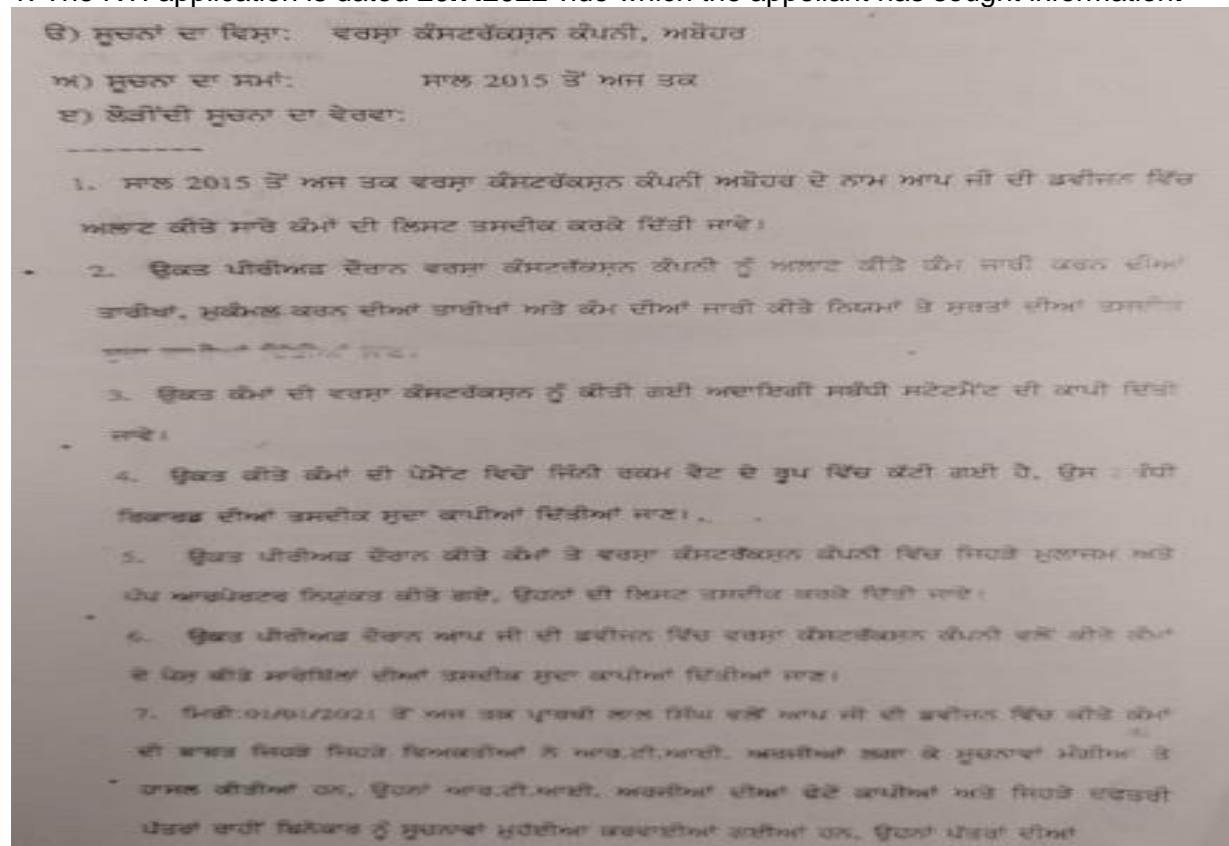 ੳ) ਸੂਚਨਾਂ ਦਾ ਵਿਸ਼ਾ: ਵਰਸ਼ਾ ਕੰਸਟਰੱਕਸ਼ਨ ਕੰਪਨੀ, ਅਬੋਹਰ
ਅ) ਸੂਚਨਾ ਦਾ ਸਮਾਂ: ਸਾਲ 2015 ਤੋਂ ਅਜ ਤਕ
ੲ) ਲੋੜੀਂਦੀ ਸੂਚਨਾ ਦਾ ਵੇਰਵਾ:
---------
1. ਸਾਲ 2015 ਤੋਂ ਅਜ ਤਕ ਵਰਸ਼ਾ ਕੰਸਟਰੱਕਸ਼ਨ ਕੰਪਨੀ ਅਬੋਹਰ ਦੇ ਨਾਮ ਆਪ ਜੀ ਦੀ ਡਵੀਜਨ ਵਿੱਚ
ਅਲਾਟ ਕੀਤੇ ਸਾਰੇ ਕੰਮਾਂ ਦੀ ਲਿਸਟ ਤਸਦੀਕ ਕਰਕੇ ਦਿੱਤੀ ਜਾਵੇ।
2. ਉਕਤ ਪੀਰੀਅਡ ਦੌਰਾਨ ਵਰਸ਼ਾ ਕੰਸਟਰੱਕਸ਼ਨ ਕੰਪਨੀ ਨੂੰ ਅਲਾਟ ਕੀਤੇ ਕੰਮ ਜਾਰੀ ਕਰਨ ਦੀਆਂ
ਤਾਰੀਖਾਂ, ਮੁਕੰਮਲ ਕਰਨ ਦੀਆਂ ਤਾਰੀਖਾਂ ਅਤੇ ਕੰਮ ਦੀਆਂ ਜਾਰੀ ਕੀਤੇ ਨਿਯਮਾਂ ਤੇ ਸ਼ਰਤਾਂ ਦੀਆਂ ਤਸਦੀਕ
ਦਿੱਤੀਆਂ ਜਾਣ।
3. ਉਕਤ ਕੰਮਾਂ ਦੀ ਵਰਸ਼ਾ ਕੰਸਟਰੱਕਸ਼ਨ ਨੂੰ ਕੀਤੀ ਗਈ ਅਦਾਇਗੀ ਸਬੰਧੀ ਸਟੇਟਮੈਂਟ ਦੀ ਕਾਪੀ ਦਿੱਤੀ
ਜਾਵੇ।
4. ਉਕਤ ਕੀਤੇ ਕੰਮਾਂ ਦੀ ਪੇਮੈਂਟ ਵਿਚੋਂ ਜਿੰਨੀ ਰਕਮ ਵੈਟ ਦੇ ਰੂਪ ਵਿੱਚ ਕੱਟੀ ਗਈ ਹੈ, ਉਸ
ਰਿਕਾਰਡ ਦੀਆਂ ਤਸਦੀਕ ਸ਼ੁਦਾ ਕਾਪੀਆਂ ਦਿੱਤੀਆਂ ਜਾਣ।
5. ਉਕਤ ਪੀਰੀਅਡ ਦੌਰਾਨ ਕੀਤੇ ਕੰਮਾਂ ਤੇ ਵਰਸ਼ਾ ਕੰਸਟਰੱਕਸ਼ਨ ਕੰਪਨੀ ਵਿੱਚ ਜਿਹੜੇ ਮੁਲਾਜਮ ਅਤੇ
ਪੰਪ ਆਰਪੇਰਟਰ ਨਿਯੁਕਤ ਕੀਤੇ ਗਏ, ਉਹਨਾਂ ਦੀ ਲਿਸਟ ਤਸਦੀਕ ਕਰਕੇ ਦਿੱਤੀ ਜਾਵੇ।
6. ਉਕਤ ਪੀਰੀਅਡ ਦੌਰਾਨ ਆਪ ਜੀ ਦੀ ਡਵੀਜਨ ਵਿੱਚ ਵਰਸ਼ਾ ਕੰਸਟਰੱਕਸ਼ਨ ਕੰਪਨੀ ਵਲੋਂ ਕੀਤੇ ਕੰਮਾਂ
ਦੇ ਪੇਸ਼ ਕੀਤੇ ਸਾਰੇਬਿੱਲਾਂ ਦੀਆਂ ਤਸਦੀਕ ਸ਼ੁਦਾ ਕਾਪੀਆਂ ਦਿੱਤੀਆਂ ਜਾਣ।
7. ਮਿਤੀ:01/01/2021 ਤੋਂ ਅਜ ਤਕ ਪ੍ਰਾਰਥੀ ਲਾਲ ਸਿੰਘ ਵਲੋਂ ਆਪ ਜੀ ਦੀ ਡਵੀਜਨ ਵਿੱਚ ਕੀਤੇ ਕੰਮਾਂ
ਦੀ ਬਾਬਤ ਜਿਹੜੇ ਜਿਹੜੇ ਵਿਅਕਤੀਆਂ ਨੇ ਆਰ.ਟੀ.ਆਈ. ਅਰਜੀਆਂ ਲਗਾ ਕੇ ਸੂਚਨਾਵਾਂ ਮੰਗੀਆਂ ਤੇ
ਹਾਸਲ ਕੀਤੀਆਂ ਹਨ, ਉਹਨਾਂ ਆਰ.ਟੀ.ਆਈ. ਅਰਜੀਆਂ ਦੀਆਂ ਫੋਟੋ ਕਾਪੀਆਂ ਅਤੇ ਜਿਹੜੇ ਦਫਤਰੀ
ਪੱਤਰਾਂ ਰਾਹੀਂ ਬਿਨੈਕਾਰ ਨੂੰ ਸੂਚਨਾਵਾਂ ਮੁਹੱਈਆ ਕਰਵਾਈਆਂ ਗਈਆਂ ਹਨ, ਉਹਨਾਂ ਪੱਤਰਾਂ ਦੀਆਂ